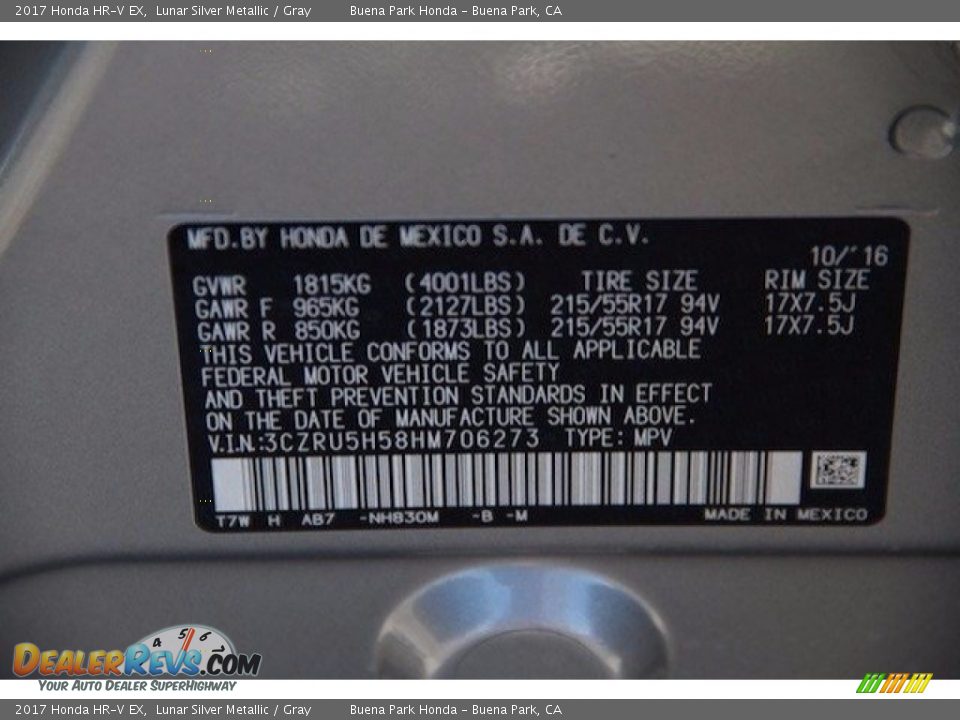 2017 Honda HR-V EX, Lunar Silver Metallic / Gray Buena Park Honda - Buena Park, CA
MFD.BY HONDA DE MEXICO S.A. DE C.V.
10/'16
GVWR 1815KG (4001LBS) TIRE SIZE RIM SIZE
GAWR F 965KG (2127LBS) 215/55R17 94V 17X7.5J
GAWR R 850KG (1873LBS) 215/55R17 94V 17X7.5J
THIS VEHICLE CONFORMS TO ALL APPLICABLE
FEDERAL MOTOR VEHICLE SAFETY
AND THEFT PREVENTION STANDARDS IN EFFECT
ON THE DATE OF MANUFACTURE SHOWN ABOVE.
V.I.N.:3CZRU5H58HM706273 TYPE:MPV
T7W H AB7 -NH830M -B -M MADE IN MEXICO
4 5 6
DEALERREVS.COM
YOUR AUTO DEALER SUPERHIGHWAY
2017 Honda HR-V EX, Lunar Silver Metallic / Gray Buena Park Honda - Buena Park, CA